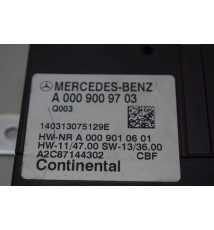 MERCEDES-BENZ
A 000 900 97 03
Q003
140313075129E
HW-NR A 000 901 06 01
HW-11/47.00 SW-13/36.00
A2C87144302 CBF
Continental